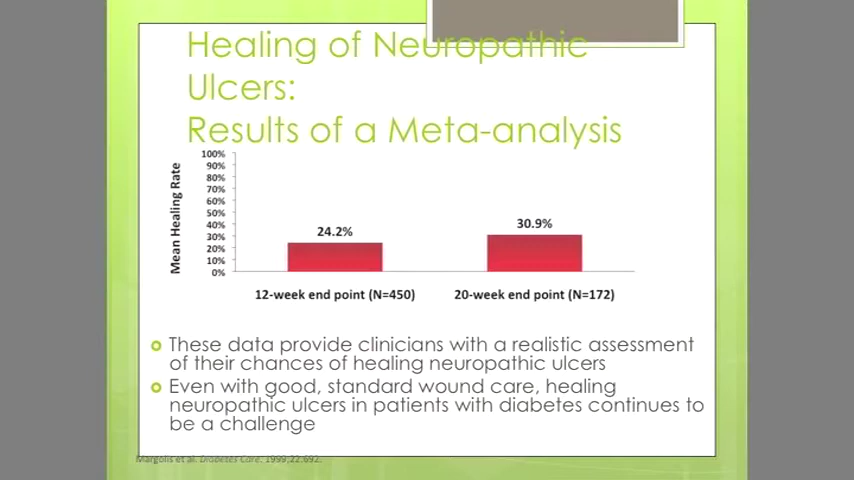 Healing of Neuropathic
Ulcers:
Results of a Meta-analysis
Mean Healing Rate
100%
90%
80%
70%
60%
50%
40%
30%
20%
10%
0%
24.2%
30.9%
12-week end point (N=450)
20-week end point (N=172)
These data provide clinicians with a realistic assessment
of their chances of healing neuropathic ulcers
Even with good, standard wound care, healing
neuropathic ulcers in patients with diabetes continues to
be a challenge
Margolis et al. Diabetes Care. 1999;22:692.